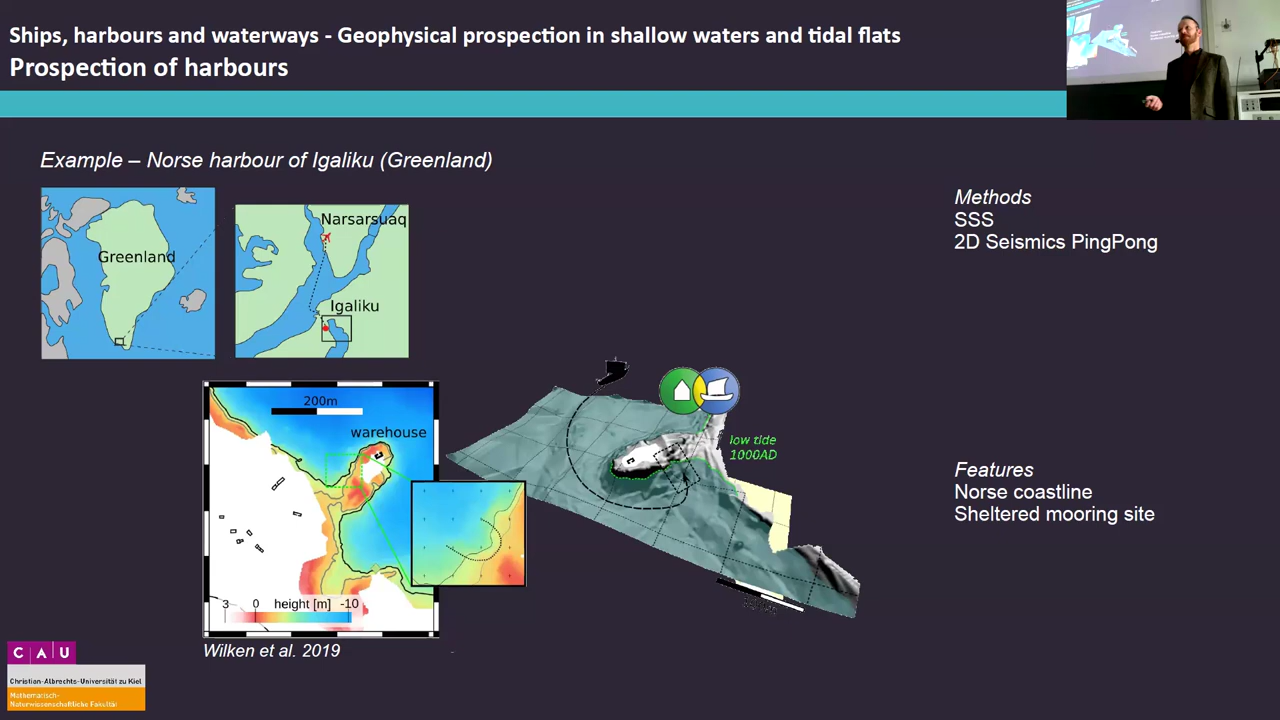 Ships, harbours and waterways - Geophysical prospection in shallow waters and tidal flats
Prospection of harbours
Example – Norse harbour of Igaliku (Greenland)
Greenland
Narsarsuaq
Igaliku
Methods
SSS
2D Seismics PingPong
200m
warehouse
low tide
1000AD
Features
Norse coastline
Sheltered mooring site
3 0 height [m] -10
Wilken et al. 2019
C A U
Christian-Albrechts-Universität zu Kiel
Mathematisch-
Naturwissenschaftliche Fakultät